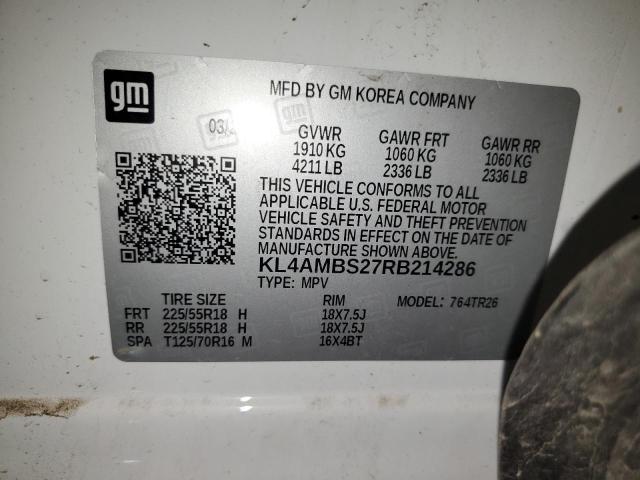 gm
MFD BY GM KOREA COMPANY
03/
GVWR GAWR FRT GAWR RR
1910 KG 1060 KG 1060 KG
4211 LB 2336 LB 2336 LB
THIS VEHICLE CONFORMS TO ALL
APPLICABLE U.S. FEDERAL MOTOR
VEHICLE SAFETY AND THEFT PREVENTION
STANDARDS IN EFFECT ON THE DATE OF
MANUFACTURE SHOWN ABOVE.
KL4AMBS27RB214286
TYPE: MPV
TIRE SIZE RIM MODEL: 764TR26
FRT 225/55R18 H 18X7.5J
RR 225/55R18 H 18X7.5J
SPA T125/70R16 M 16X4BT